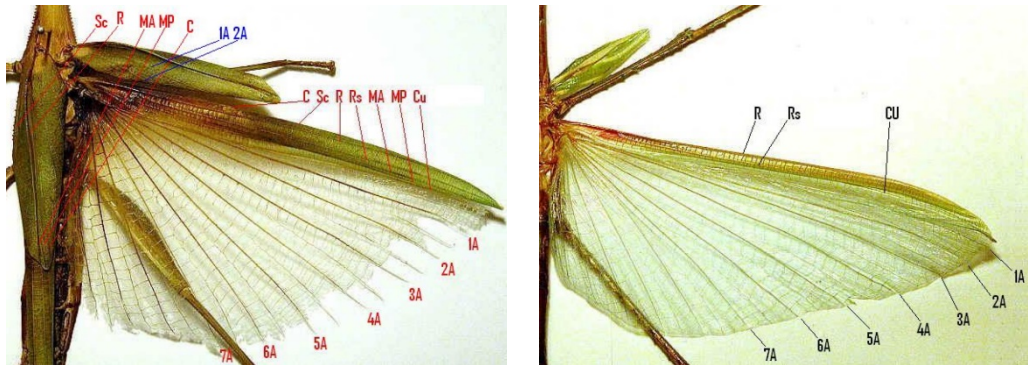 Sc R MA MP C 1A 2A
C Sc R Rs MA MP Cu
1A
2A
3A
4A
5A
6A
7A
R Rs CU
1A
2A
3A
4A
5A
6A
7A